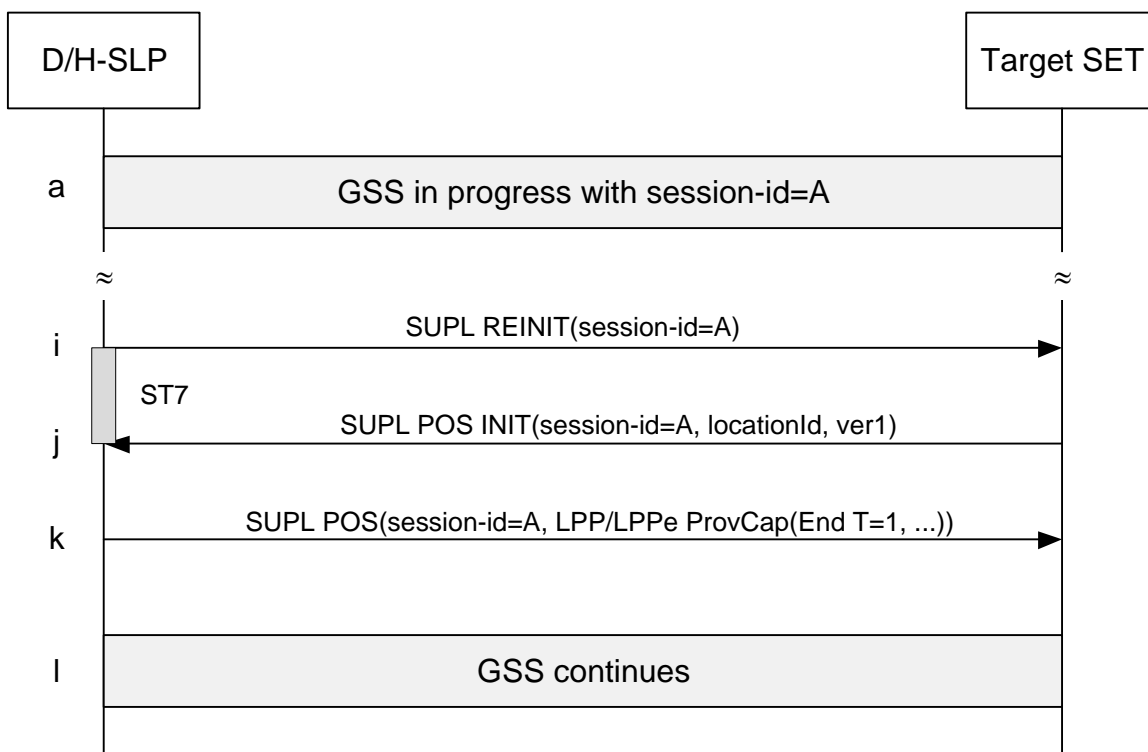 D/H-SLP
Target SET
a
GSS in progress with session-id=A
≈
≈
i
SUPL REINIT(session-id=A)
ST7
j
SUPL POS INIT(session-id=A, locationId, ver1)
k
SUPL POS(session-id=A, LPP/LPPe ProvCap(End T=1, ...))
l
GSS continues